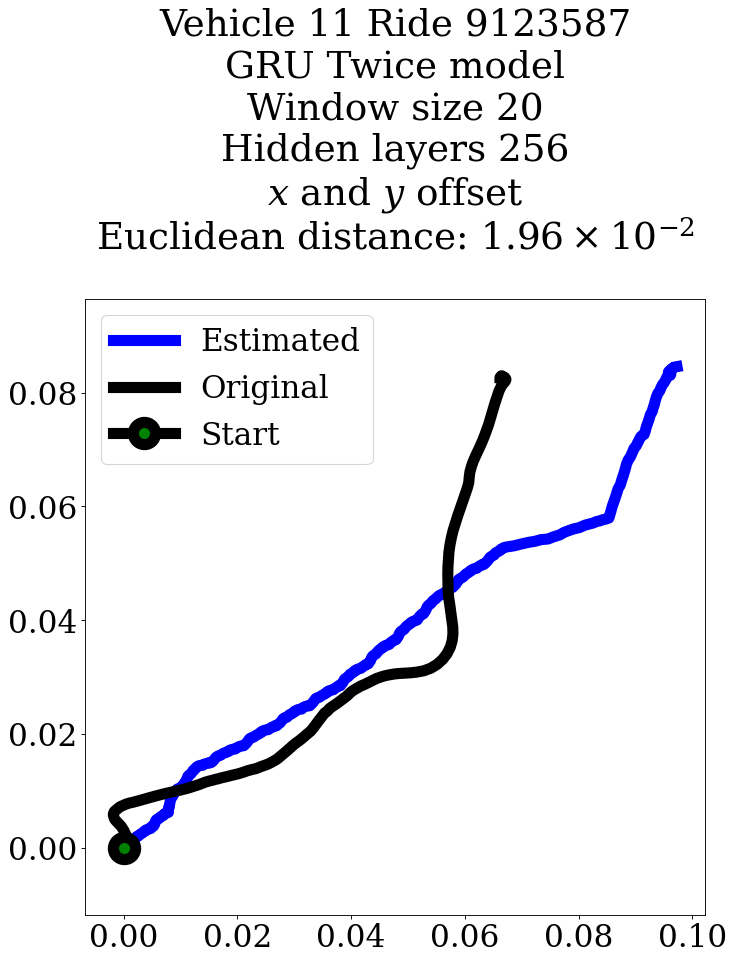 Vehicle 11 Ride 9123587
GRU Twice model
Window size 20
Hidden layers 256
x and y offset
Euclidean distance: 1.96 × 10⁻²
Estimated
Original
Start
0.08
0.06
0.04
0.02
0.00
0.00 0.02 0.04 0.06 0.08 0.10